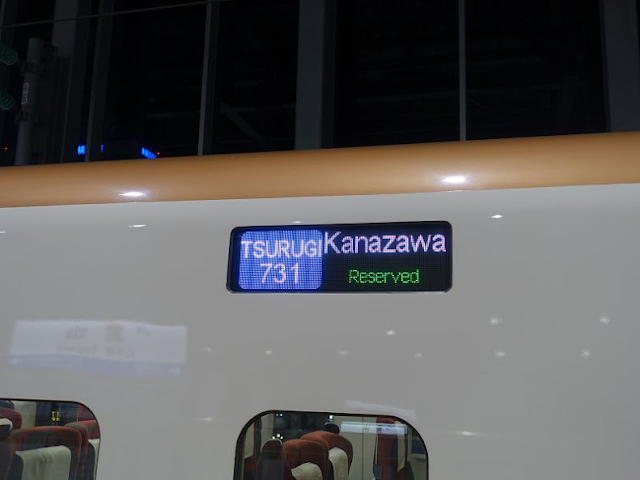 TSURUGI
731
Kanazawa
Reserved